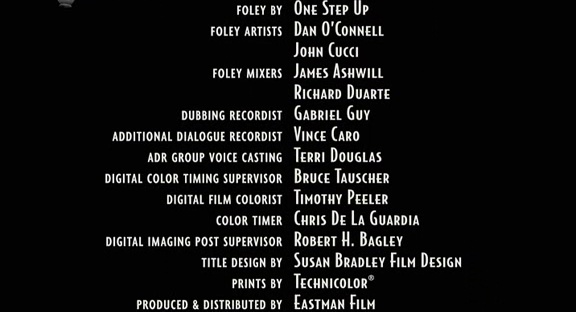 FOLEY BY ONE STEP UP
FOLEY ARTISTS DAN O'CONNELL
JOHN CUCCI
FOLEY MIXERS JAMES ASHWILL
RICHARD DUARTE
DUBBING RECORDIST GABRIEL GUY
ADDITIONAL DIALOGUE RECORDIST VINCE CARO
ADR GROUP VOICE CASTING TERRI DOUGLAS
DIGITAL COLOR TIMING SUPERVISOR BRUCE TAUSCHER
DIGITAL FILM COLORIST TIMOTHY PEELER
COLOR TIMER CHRIS DE LA GUARDIA
DIGITAL IMAGING POST SUPERVISOR ROBERT H. BAGLEY
TITLE DESIGN BY SUSAN BRADLEY FILM DESIGN
PRINTS BY TECHNICOLOR®
PRODUCED & DISTRIBUTED BY EASTMAN FILM